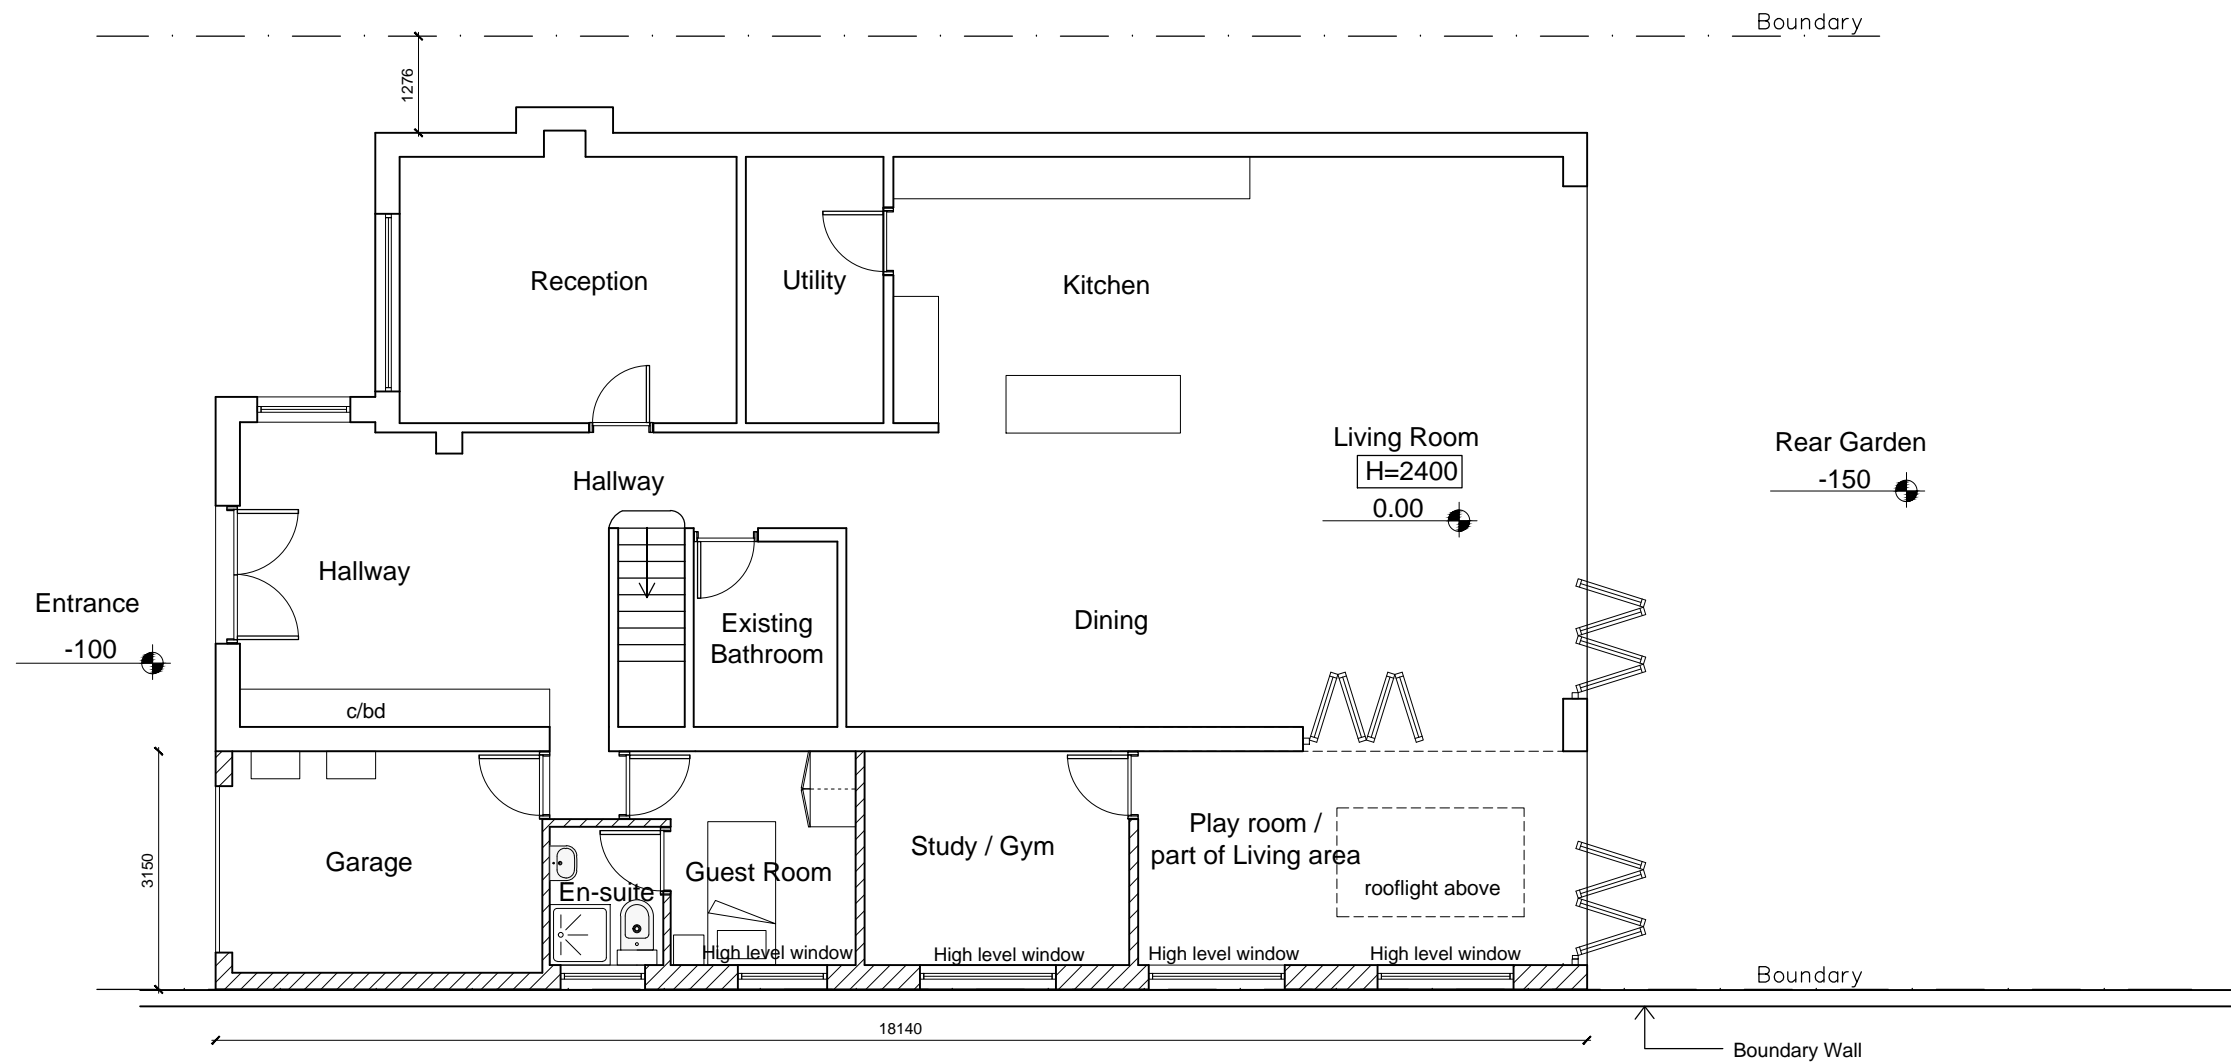 Boundary
1276
Reception
Utility
Kitchen
Living Room
H=2400
0.00
Rear Garden
-150
Hallway
Hallway
Entrance
-100
Existing
Bathroom
Dining
c/bd
3150
Garage
En-suite
Guest Room
Study / Gym
Play room /
part of Living area
rooflight above
High level window
High level window
High level window
High level window
Boundary
18140
Boundary Wall